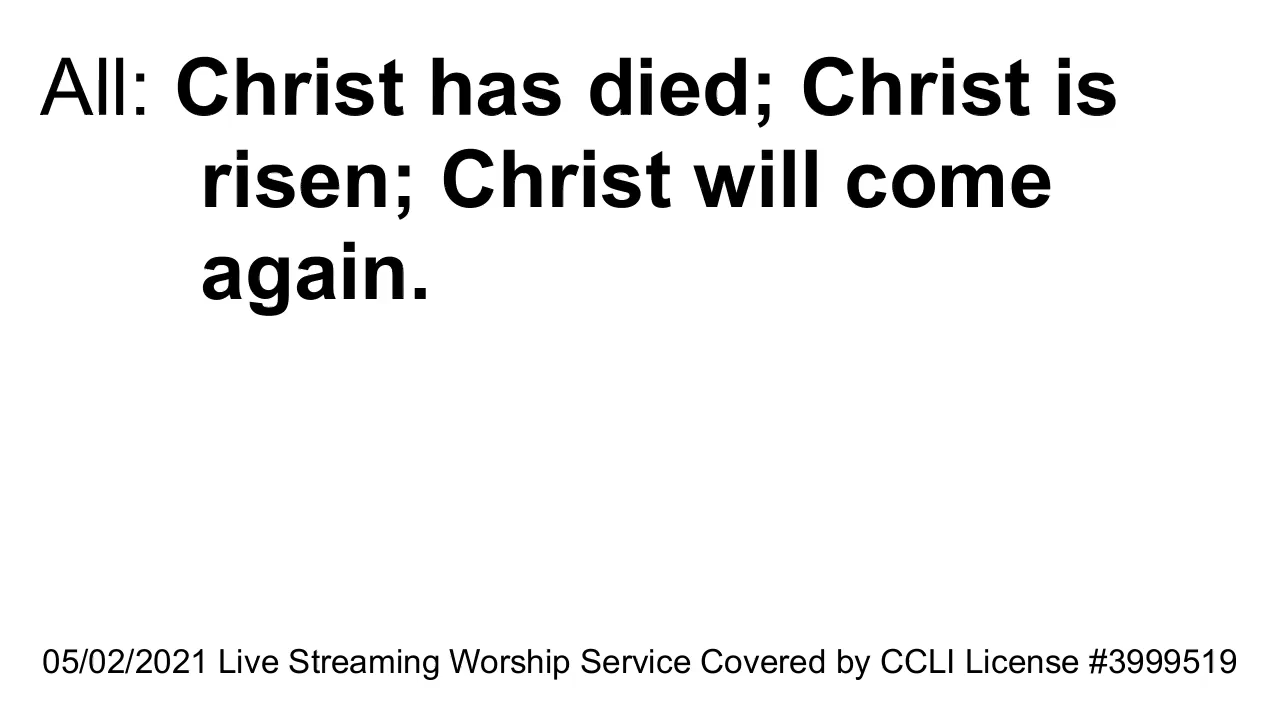 All: Christ has died; Christ is
risen; Christ will come
again.
05/02/2021 Live Streaming Worship Service Covered by CCLI License #3999519